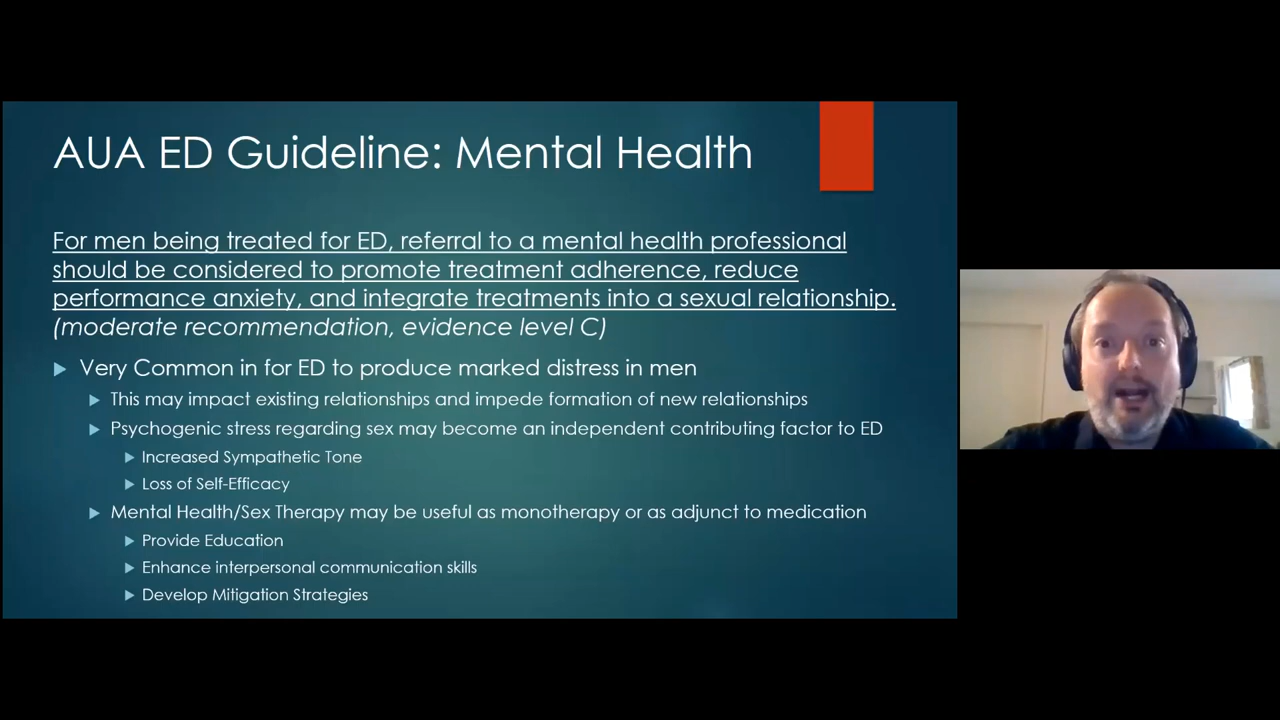 AUA ED Guideline: Mental Health
For men being treated for ED, referral to a mental health professional
should be considered to promote treatment adherence, reduce
performance anxiety, and integrate treatments into a sexual relationship.
(moderate recommendation, evidence level C)
Very Common in for ED to produce marked distress in men
This may impact existing relationships and impede formation of new relationships
Psychogenic stress regarding sex may become an independent contributing factor to ED
Increased Sympathetic Tone
Loss of Self-Efficacy
Mental Health/Sex Therapy may be useful as monotherapy or as adjunct to medication
Provide Education
Enhance interpersonal communication skills
Develop Mitigation Strategies